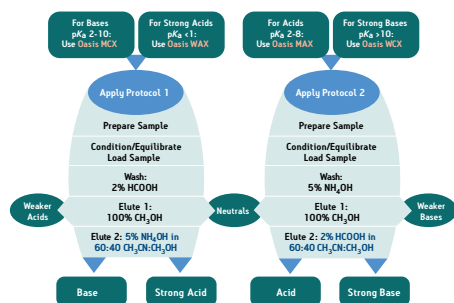 For Bases
pKa 2-10:
Use Oasis MCX
For Strong Acids
pKa <1:
Use Oasis WAX
For Acids
pKa 2-8:
Use Oasis MAX
For Strong Bases
pKa >10:
Use Oasis WCX
Apply Protocol 1
Prepare Sample
Condition/Equilibrate
Load Sample
Wash:
2% HCOOH
Elute 1:
100% CH₃OH
Elute 2: 5% NH₄OH in
60:40 CH₃CN:CH₃OH
Apply Protocol 2
Prepare Sample
Condition/Equilibrate
Load Sample
Wash:
5% NH₄OH
Elute 1:
100% CH₃OH
Elute 2: 2% HCOOH in
60:40 CH₃CN:CH₃OH
Weaker
Acids
Neutrals
Weaker
Bases
Base
Strong Acid
Acid
Strong Base